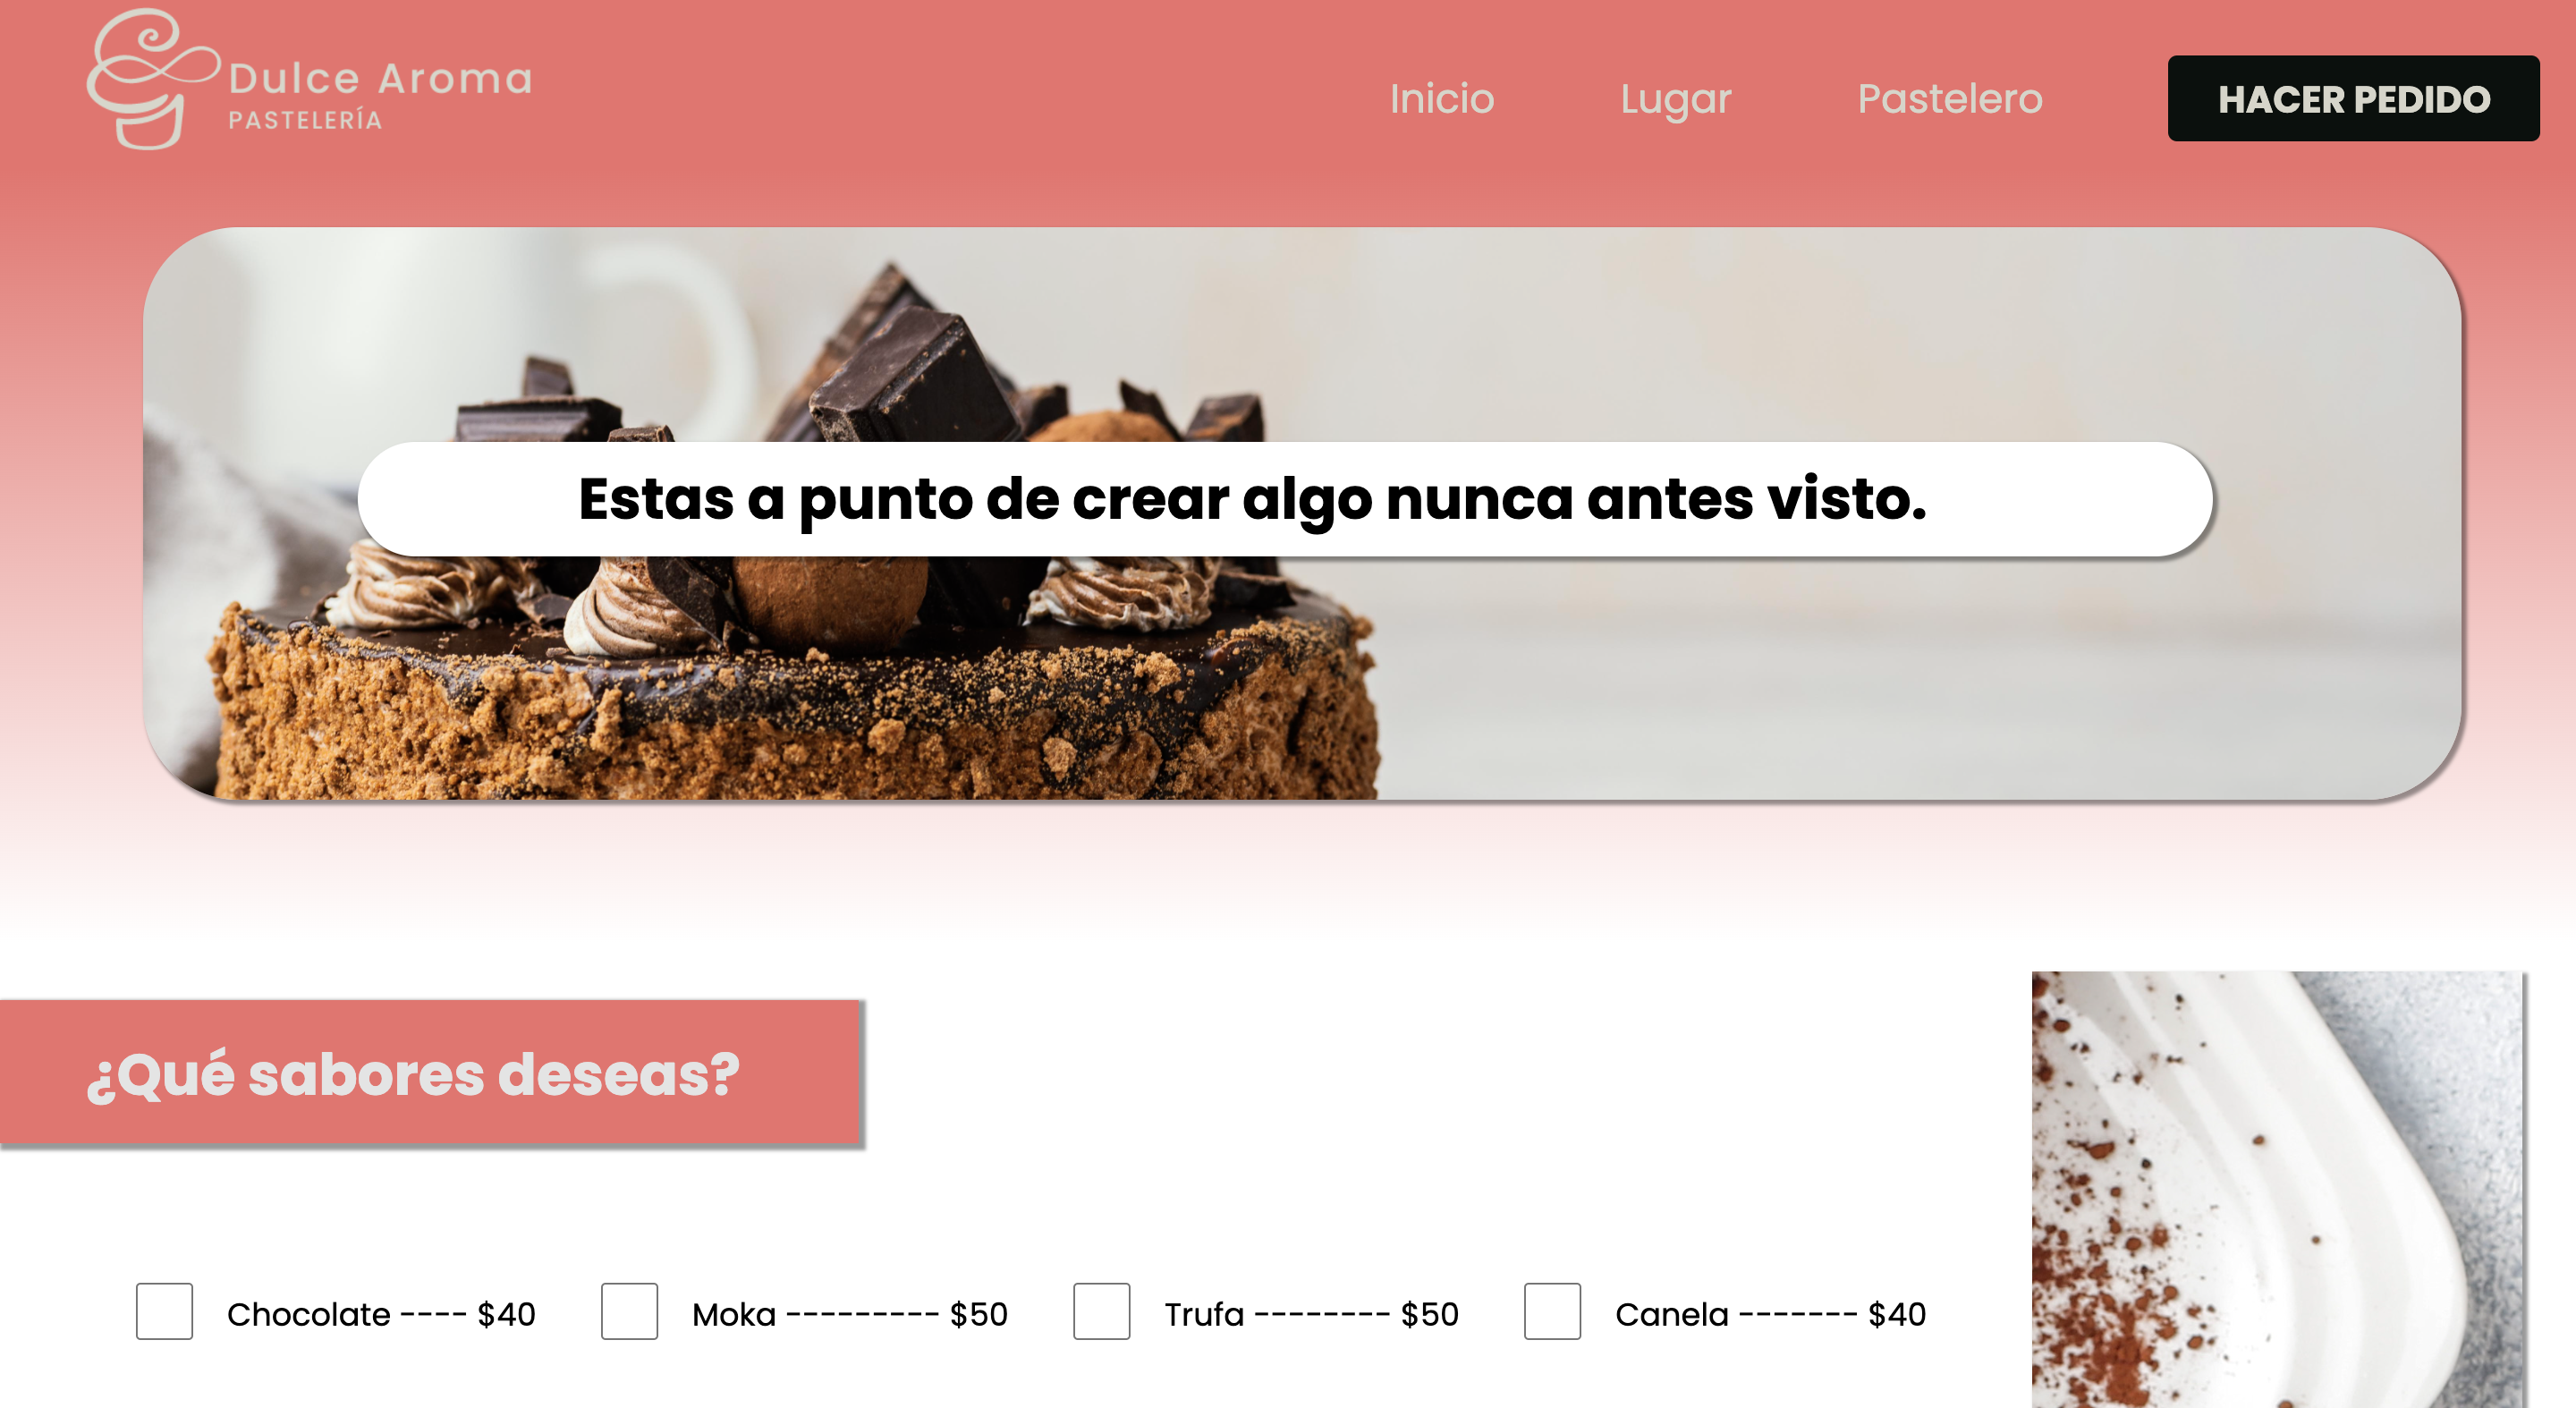 Dulce Aroma
PASTELERÍA
Inicio Lugar Pastelero HACER PEDIDO
Estas a punto de crear algo nunca antes visto.
¿Qué sabores deseas?
Chocolate ---- $40 Moka --------- $50 Trufa -------- $50 Canela ------- $40